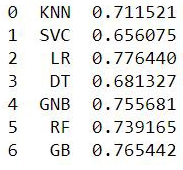 0 KNN 0.711521
1 SVC 0.656075
2 LR 0.776440
3 DT 0.681327
4 GNB 0.755681
5 RF 0.739165
6 GB 0.765442